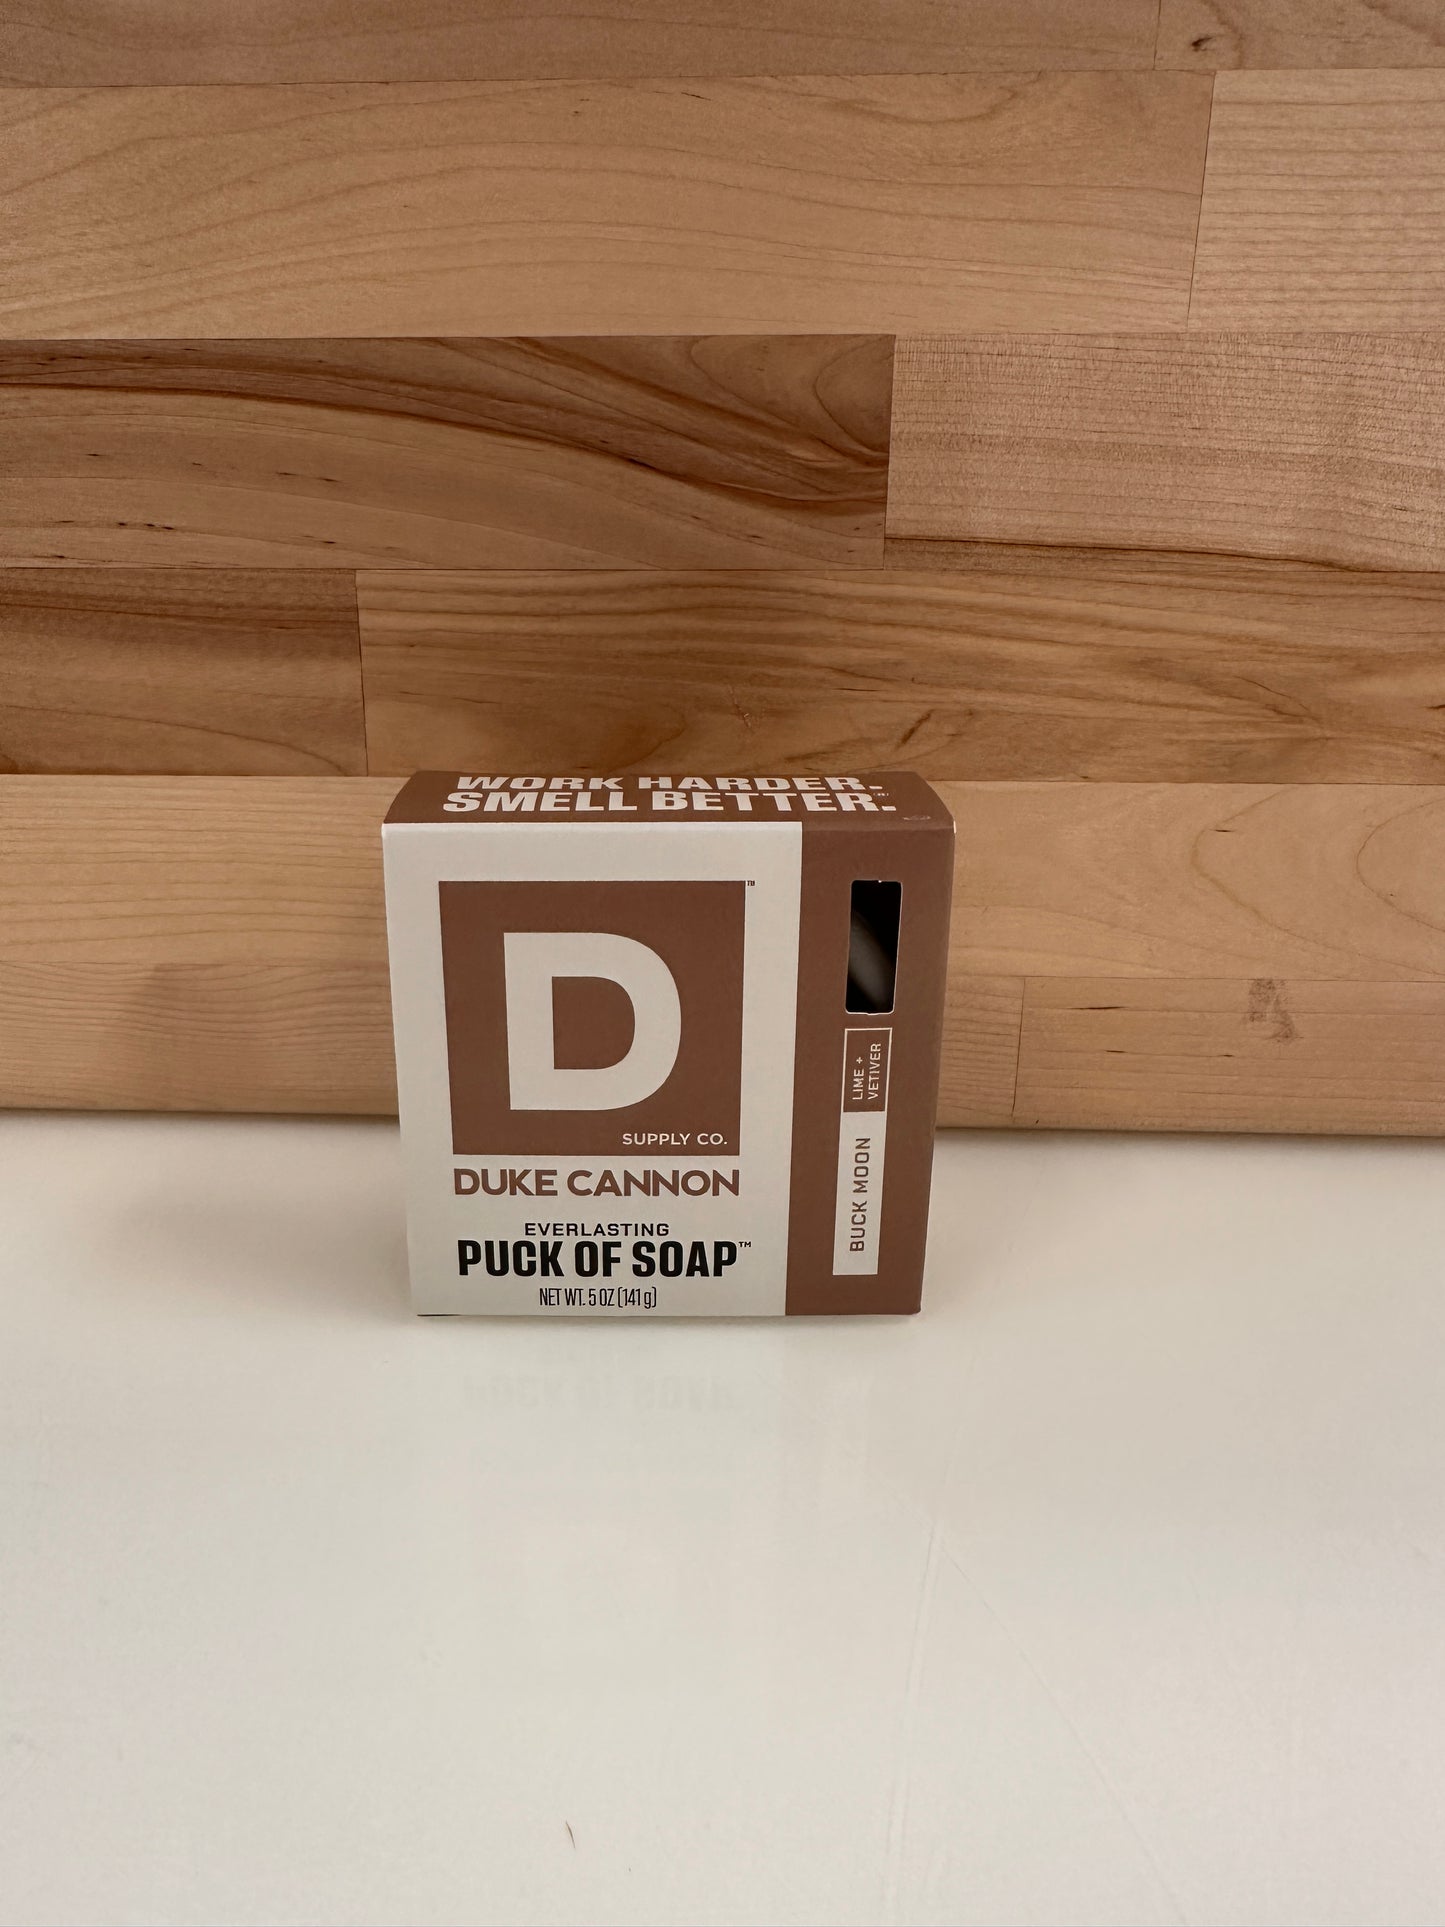 WORK HARDER.
SMELL BETTER.®
D™
SUPPLY CO.
DUKE CANNON
EVERLASTING
PUCK OF SOAP™
NET WT. 5 OZ (141 g)
BUCK MOON
LIME +
VETIVER